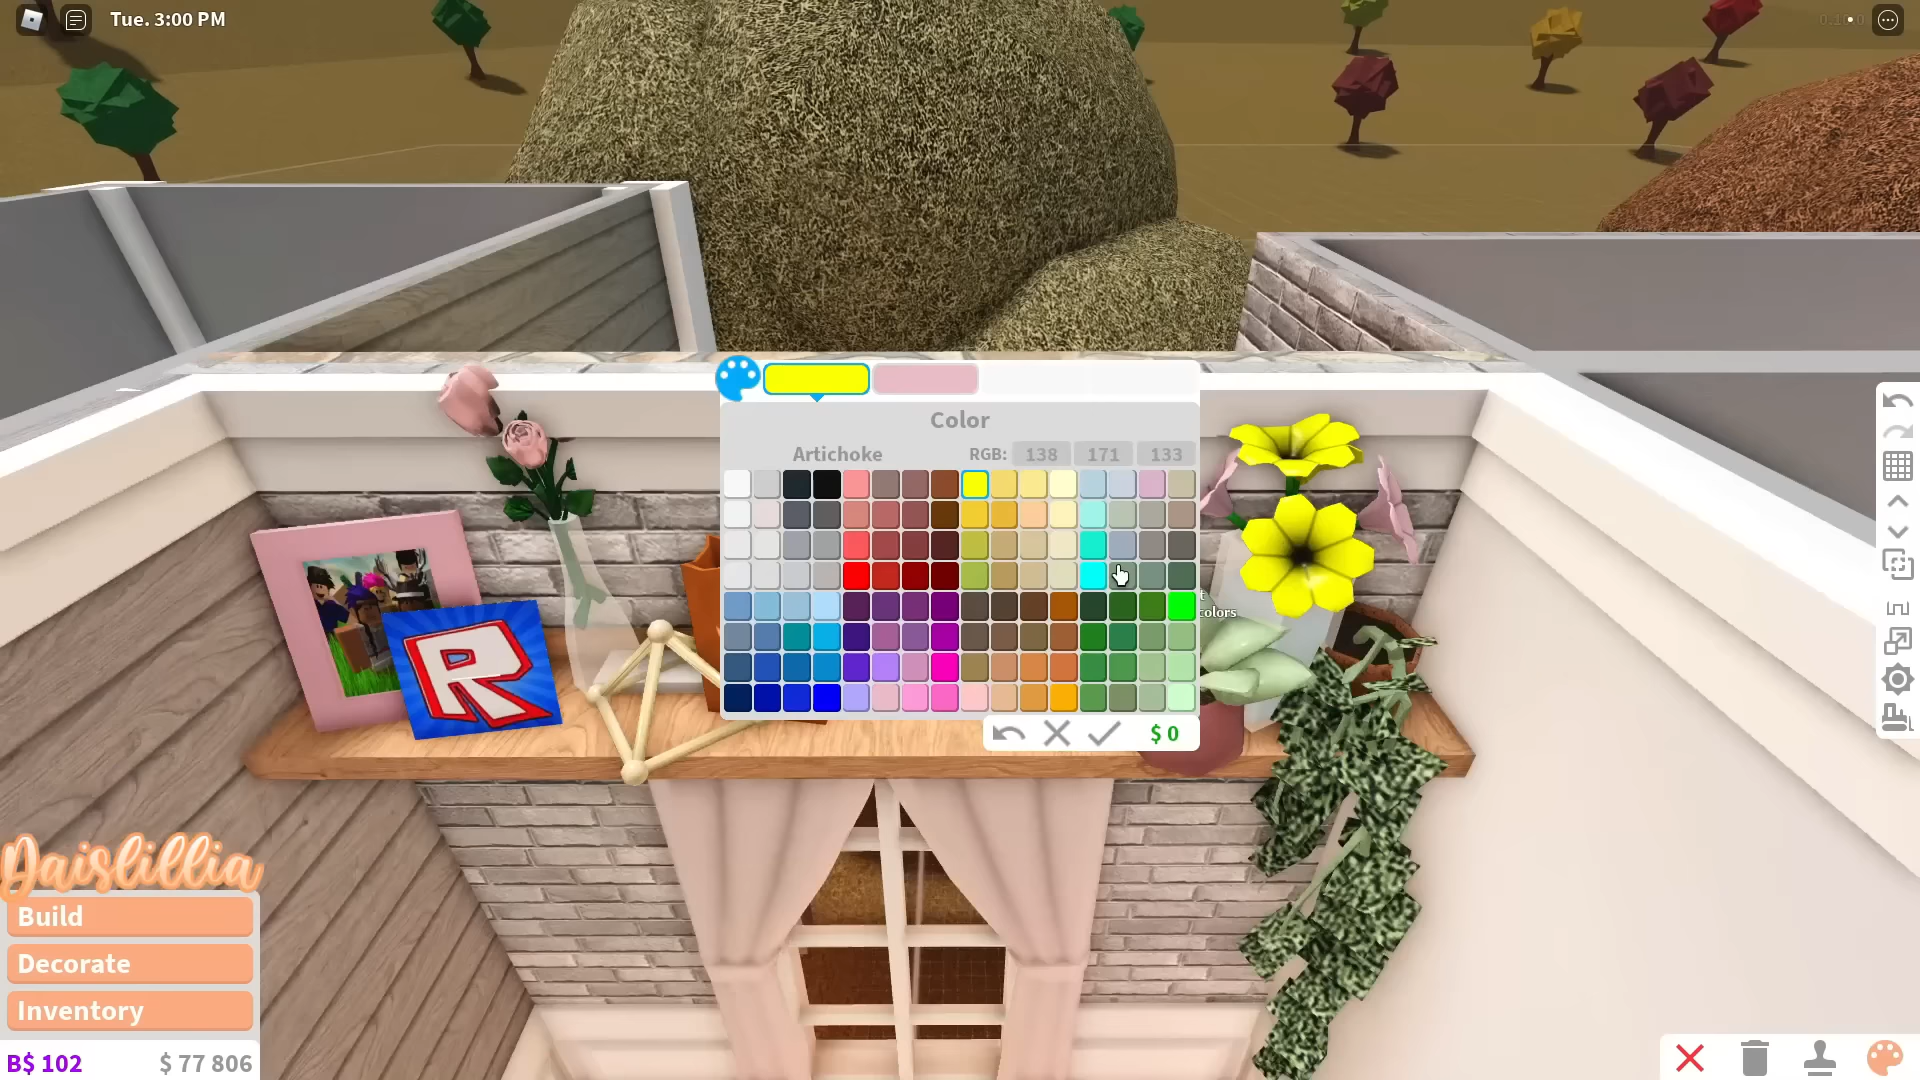 Tue. 3:00 PM
Color
Artichoke
RGB: 138 171 133
colors
R
$ 0
Daislillia
Build
Decorate
Inventory
B$ 102
$ 77 806